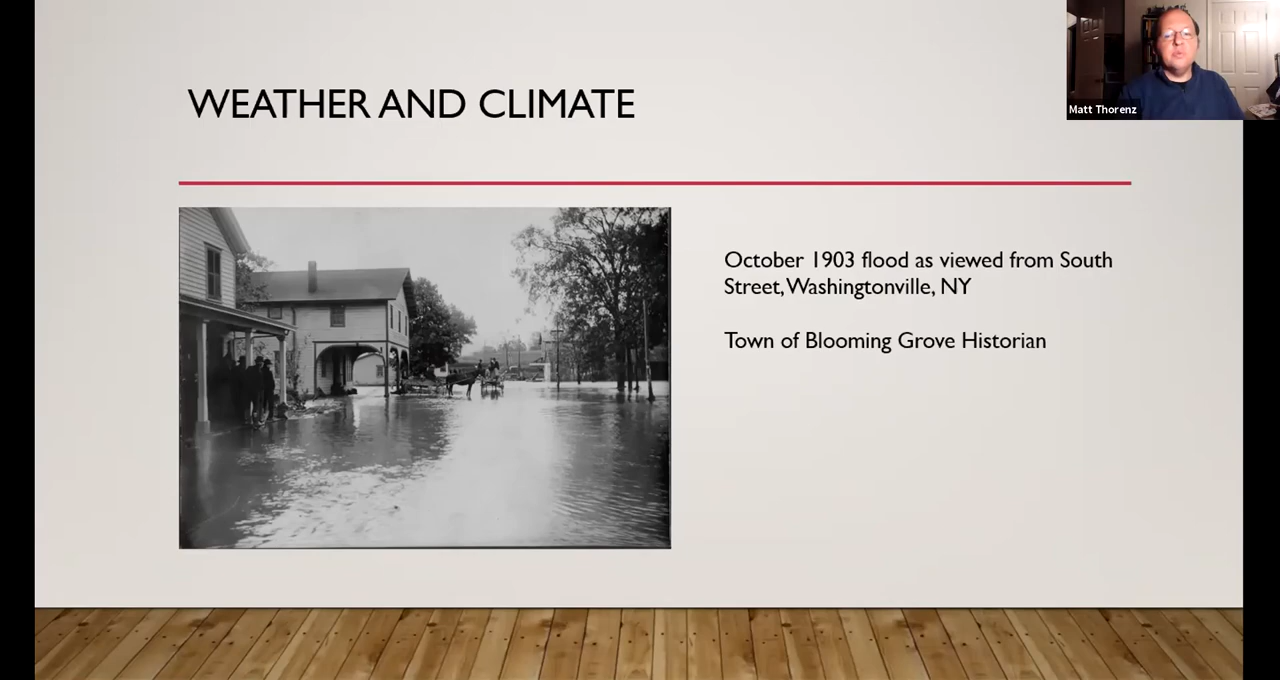 WEATHER AND CLIMATE
Matt Thorenz
October 1903 flood as viewed from South
Street, Washingtonville, NY
Town of Blooming Grove Historian